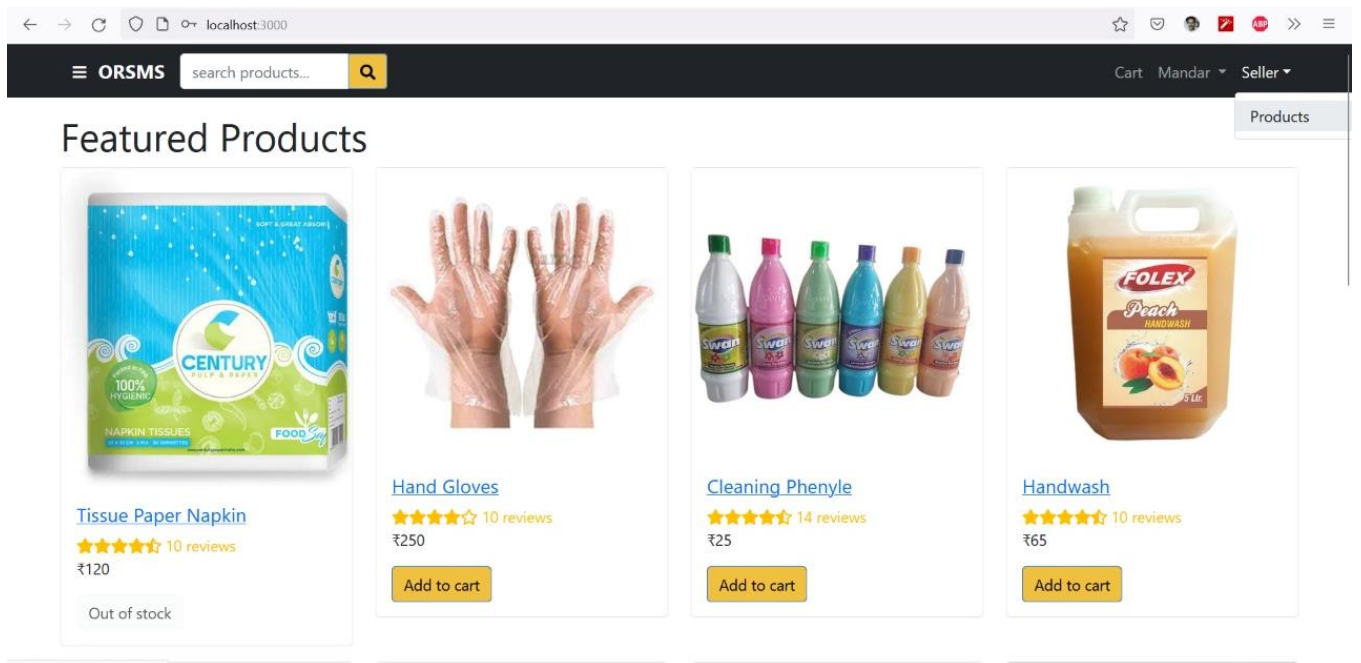 localhost:3000
ABP
ORSMS
search products...
Cart Mandar Seller
Products
Featured Products
SOFT & GREAT ABSOR
CENTURY
PULP & PAPER
100%
HYGIENIC
NAPKIN TISSUES
FOOD
Tissue Paper Napkin
10 reviews
₹120
Out of stock
Hand Gloves
10 reviews
₹250
Add to cart
Swan Swan Swan Swan Swan Swan
Cleaning Phenyle
14 reviews
₹25
Add to cart
FOLEX
Peach
HANDWASH
5 Ltr.
Handwash
10 reviews
₹65
Add to cart